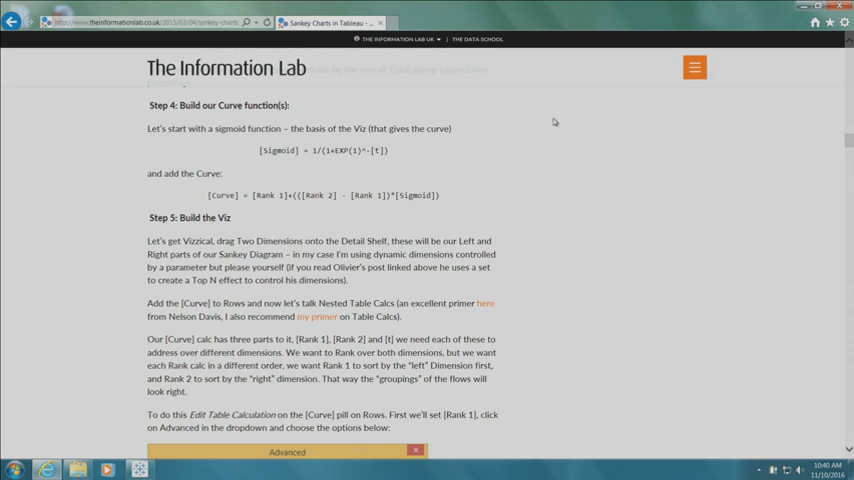 http://www.theinformationlab.co.uk/2015/03/04/sankey-charts
Sankey Charts in Tableau - ...
THE INFORMATION LAB UK
THE DATA SCHOOL
The Information Lab
divide by the overall Total, giving a cumulative
Step 4: Build our Curve function(s):
Let's start with a sigmoid function – the basis of the Viz (that gives the curve)
[Sigmoid] = 1/(1+EXP(1)^-[t])
and add the Curve:
[Curve] = [Rank 1]+(([Rank 2] - [Rank 1])*[Sigmoid])
Step 5: Build the Viz
Let's get Vizzical, drag Two Dimensions onto the Detail Shelf, these will be our Left and
Right parts of our Sankey Diagram – in my case I'm using dynamic dimensions controlled
by a parameter but please yourself (if you read Olivier's post linked above he uses a set
to create a Top N effect to control his dimensions).
Add the [Curve] to Rows and now let's talk Nested Table Calcs (an excellent primer here
from Nelson Davis, I also recommend my primer on Table Calcs).
Our [Curve] calc has three parts to it, [Rank 1], [Rank 2] and [t] we need each of these to
address over different dimensions. We want to Rank over both dimensions, but we want
each Rank calc in a different order, we want Rank 1 to sort by the "left" Dimension first,
and Rank 2 to sort by the "right" dimension. That way the "groupings" of the flows will
look right.
To do this Edit Table Calculation on the [Curve] pill on Rows. First we'll set [Rank 1], click
on Advanced in the dropdown and choose the options below:
Advanced
10:40 AM
11/10/2016